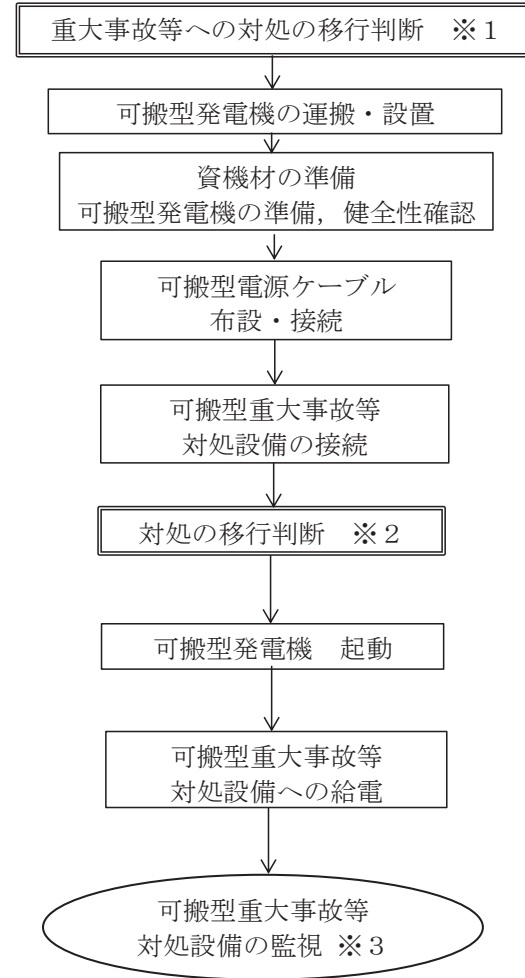 重大事故等への対処の移行判断　※１
可搬型発電機の運搬・設置
資機材の準備
可搬型発電機の準備，健全性確認
可搬型電源ケーブル
布設・接続
可搬型重大事故等
対処設備の接続
対処の移行判断　※２
可搬型発電機　起動
可搬型重大事故等
対処設備への給電
可搬型重大事故等
対処設備の監視 ※３